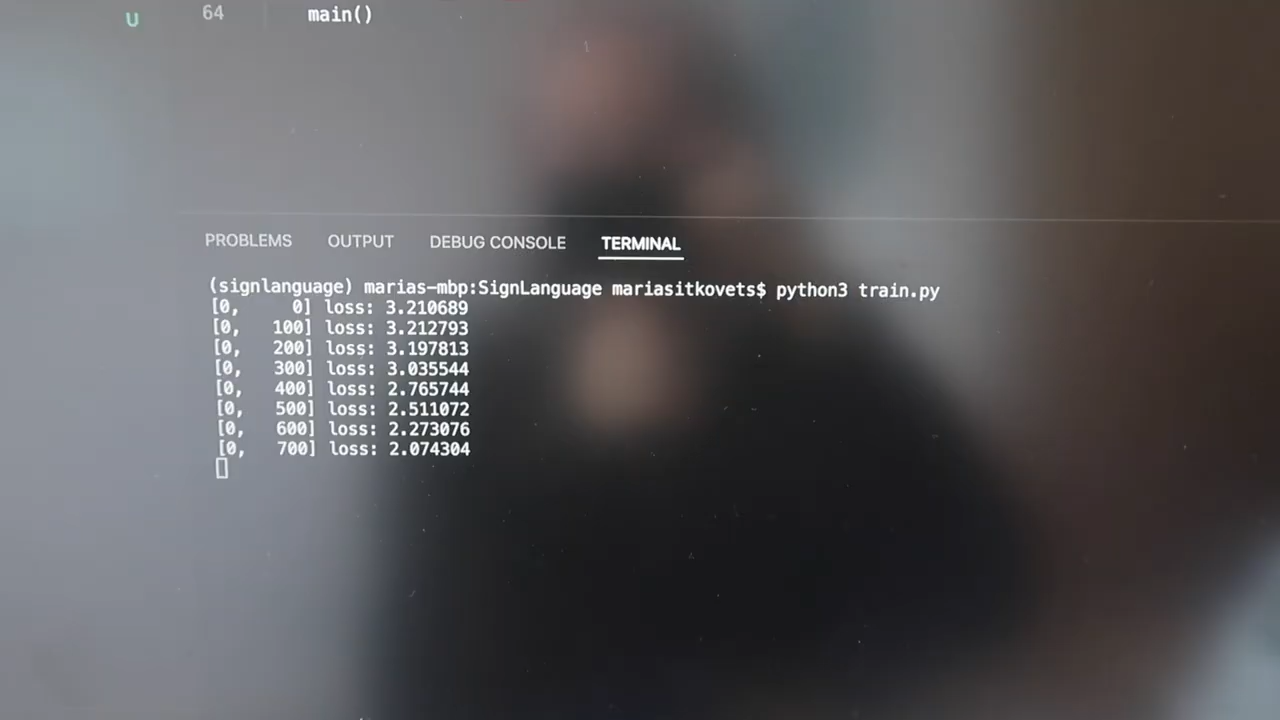 U 64 main()
PROBLEMS OUTPUT DEBUG CONSOLE TERMINAL
(signlanguage) marias-mbp:SignLanguage mariasitkovets$ python3 train.py
[0,     0] loss: 3.210689
[0,   100] loss: 3.212793
[0,   200] loss: 3.197813
[0,   300] loss: 3.035544
[0,   400] loss: 2.765744
[0,   500] loss: 2.511072
[0,   600] loss: 2.273076
[0,   700] loss: 2.074304